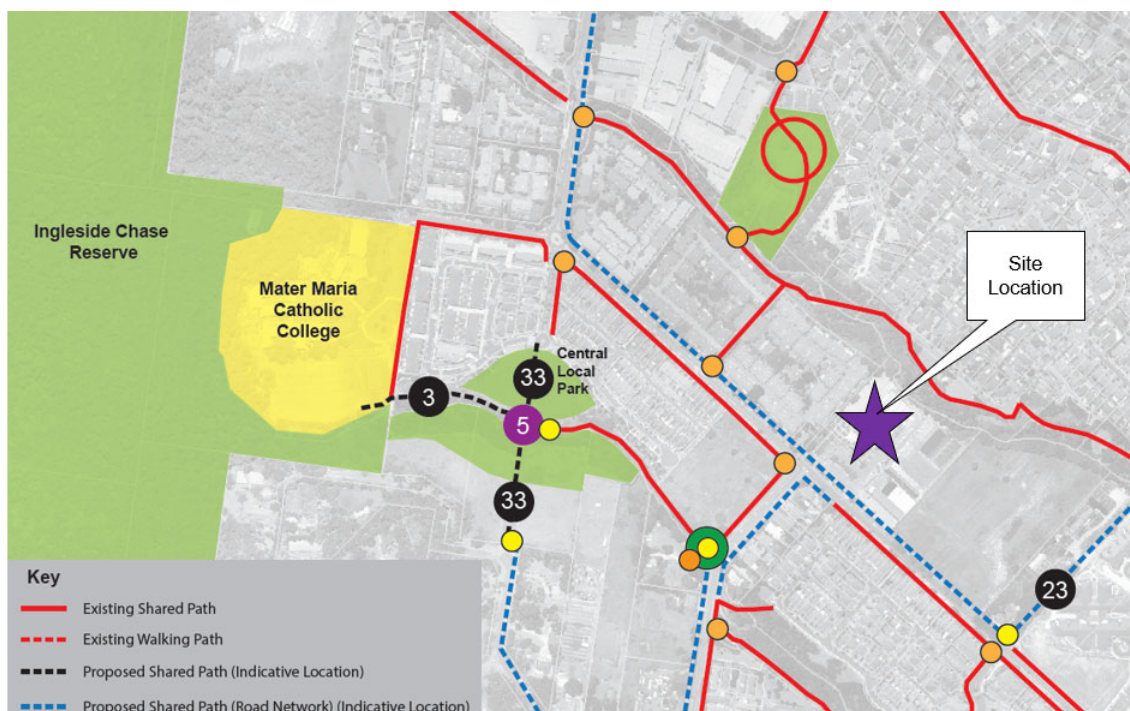 Ingleside Chase
Reserve
Mater Maria
Catholic
College
Site
Location
Central
Local
Park
33
3
5
33
23
Key
Existing Shared Path
Existing Walking Path
Proposed Shared Path (Indicative Location)
Proposed Shared Path (Road Network) (Indicative Location)